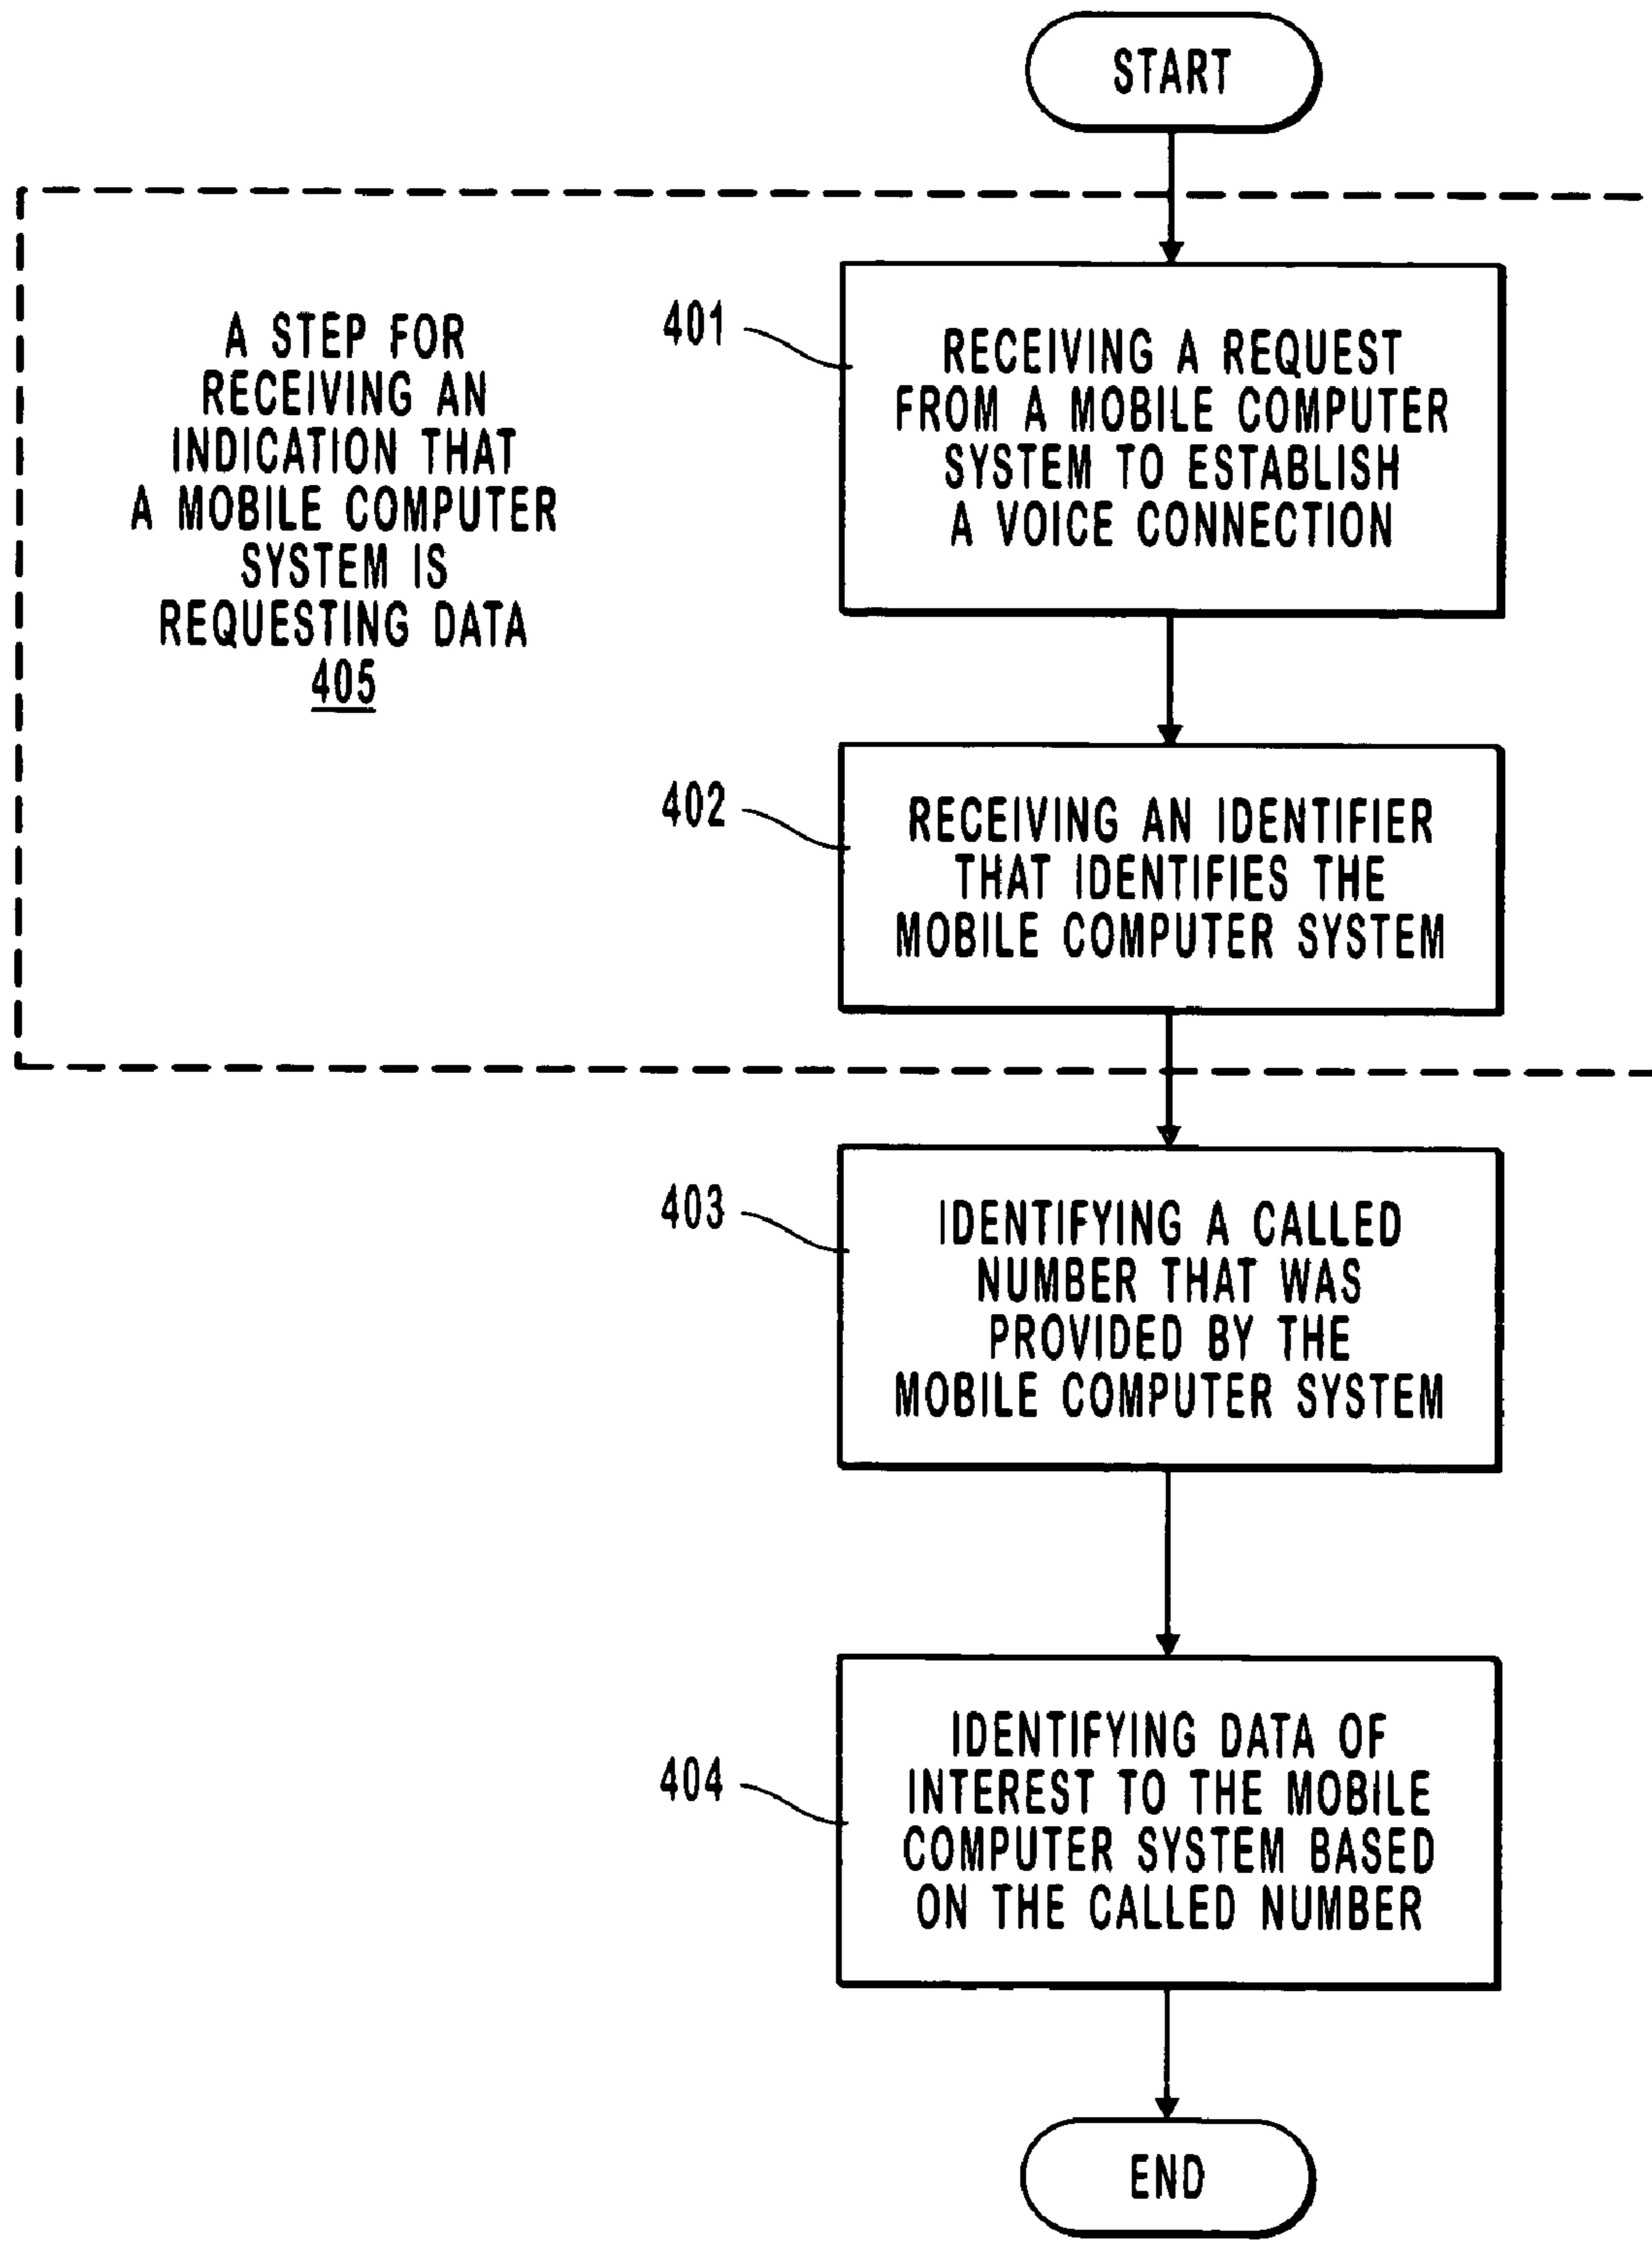 START
A STEP FOR
RECEIVING AN
INDICATION THAT
A MOBILE COMPUTER
SYSTEM IS
REQUESTING DATA
405
401
RECEIVING A REQUEST
FROM A MOBILE COMPUTER
SYSTEM TO ESTABLISH
A VOICE CONNECTION
402
RECEIVING AN IDENTIFIER
THAT IDENTIFIES THE
MOBILE COMPUTER SYSTEM
403
IDENTIFYING A CALLED
NUMBER THAT WAS
PROVIDED BY THE
MOBILE COMPUTER SYSTEM
404
IDENTIFYING DATA OF
INTEREST TO THE MOBILE
COMPUTER SYSTEM BASED
ON THE CALLED NUMBER
END